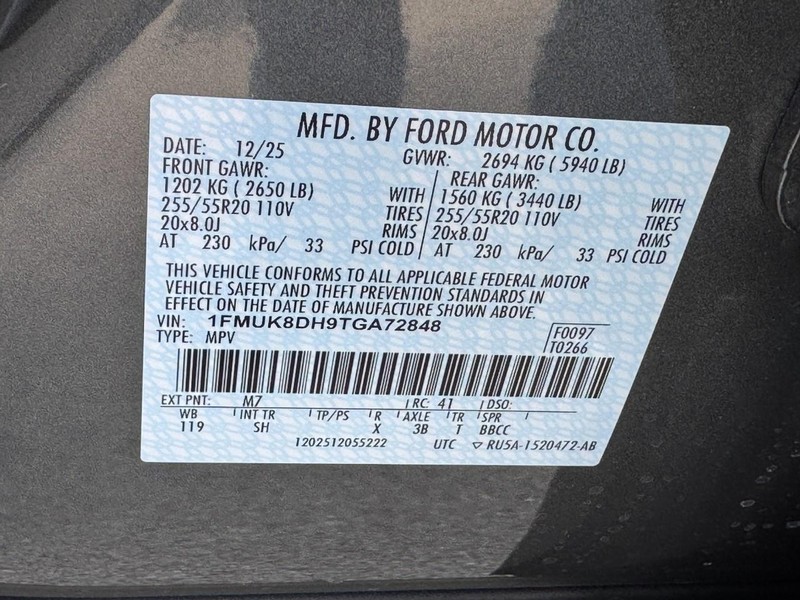 MFD. BY FORD MOTOR CO.
DATE: 12/25 GVWR: 2694 KG ( 5940 LB)
FRONT GAWR: REAR GAWR:
1202 KG ( 2650 LB) WITH 1560 KG ( 3440 LB) WITH
255/55R20 110V TIRES 255/55R20 110V TIRES
20x8.0J RIMS 20x8.0J RIMS
AT 230 kPa/ 33 PSI COLD AT 230 kPa/ 33 PSI COLD
THIS VEHICLE CONFORMS TO ALL APPLICABLE FEDERAL MOTOR
VEHICLE SAFETY AND THEFT PREVENTION STANDARDS IN
EFFECT ON THE DATE OF MANUFACTURE SHOWN ABOVE.
VIN: 1FMUK8DH9TGA72848 F0097
TYPE: MPV T0266
EXT PNT: M7 RC: 41 DSO:
WB INT TR TP/PS R AXLE TR SPR
119 SH X 3B T BBCC
1202512055222 UTC RU5A-1520472-AB